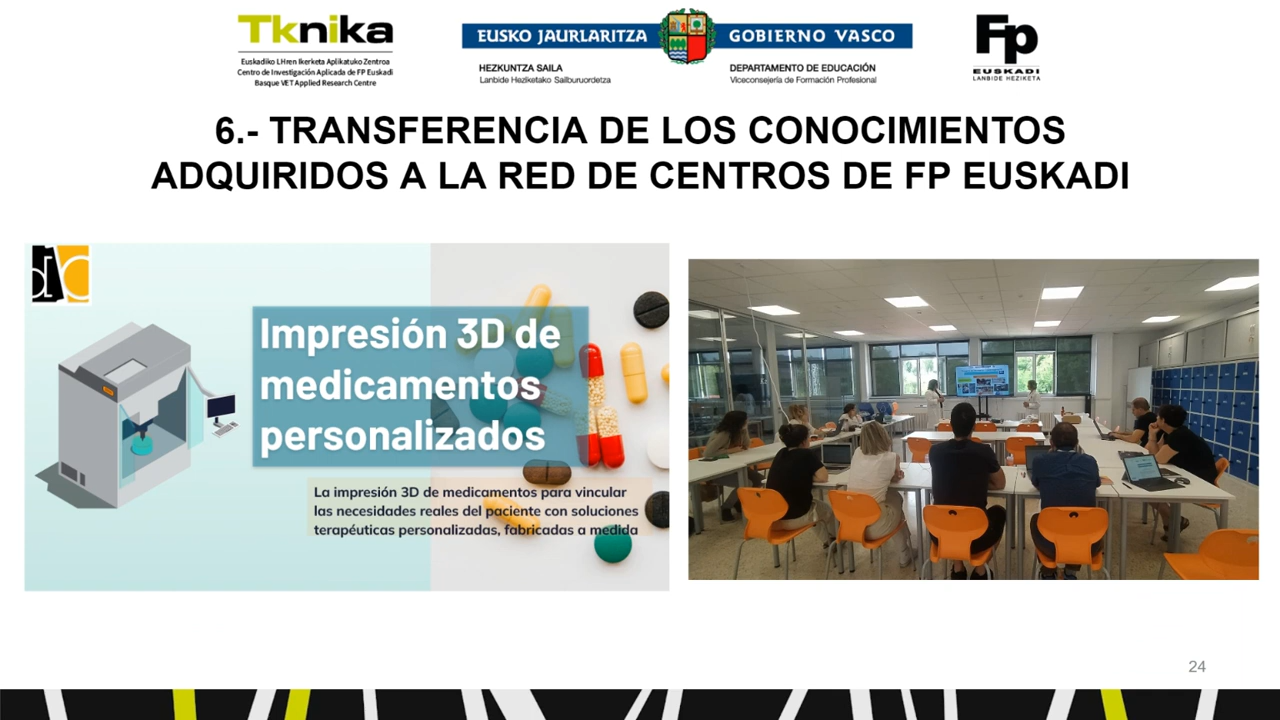 Tknika
Euskadiko LHren Ikerketa Aplikatuko Zentroa
Centro de Investigación Aplicada de FP Euskadi
Basque VET Applied Research Centre
EUSKO JAURLARITZA
GOBIERNO VASCO
HEZKUNTZA SAILA
Lanbide Heziketako Sailburuordetza
DEPARTAMENTO DE EDUCACIÓN
Viceconsejería de Formación Profesional
Fp
EUSKADI
LANBIDE HEZIKETA
6.- TRANSFERENCIA DE LOS CONOCIMIENTOS
ADQUIRIDOS A LA RED DE CENTROS DE FP EUSKADI
Impresión 3D de
medicamentos
personalizados
La impresión 3D de medicamentos para vincular
las necesidades reales del paciente con soluciones
terapéuticas personalizadas, fabricadas a medida
24